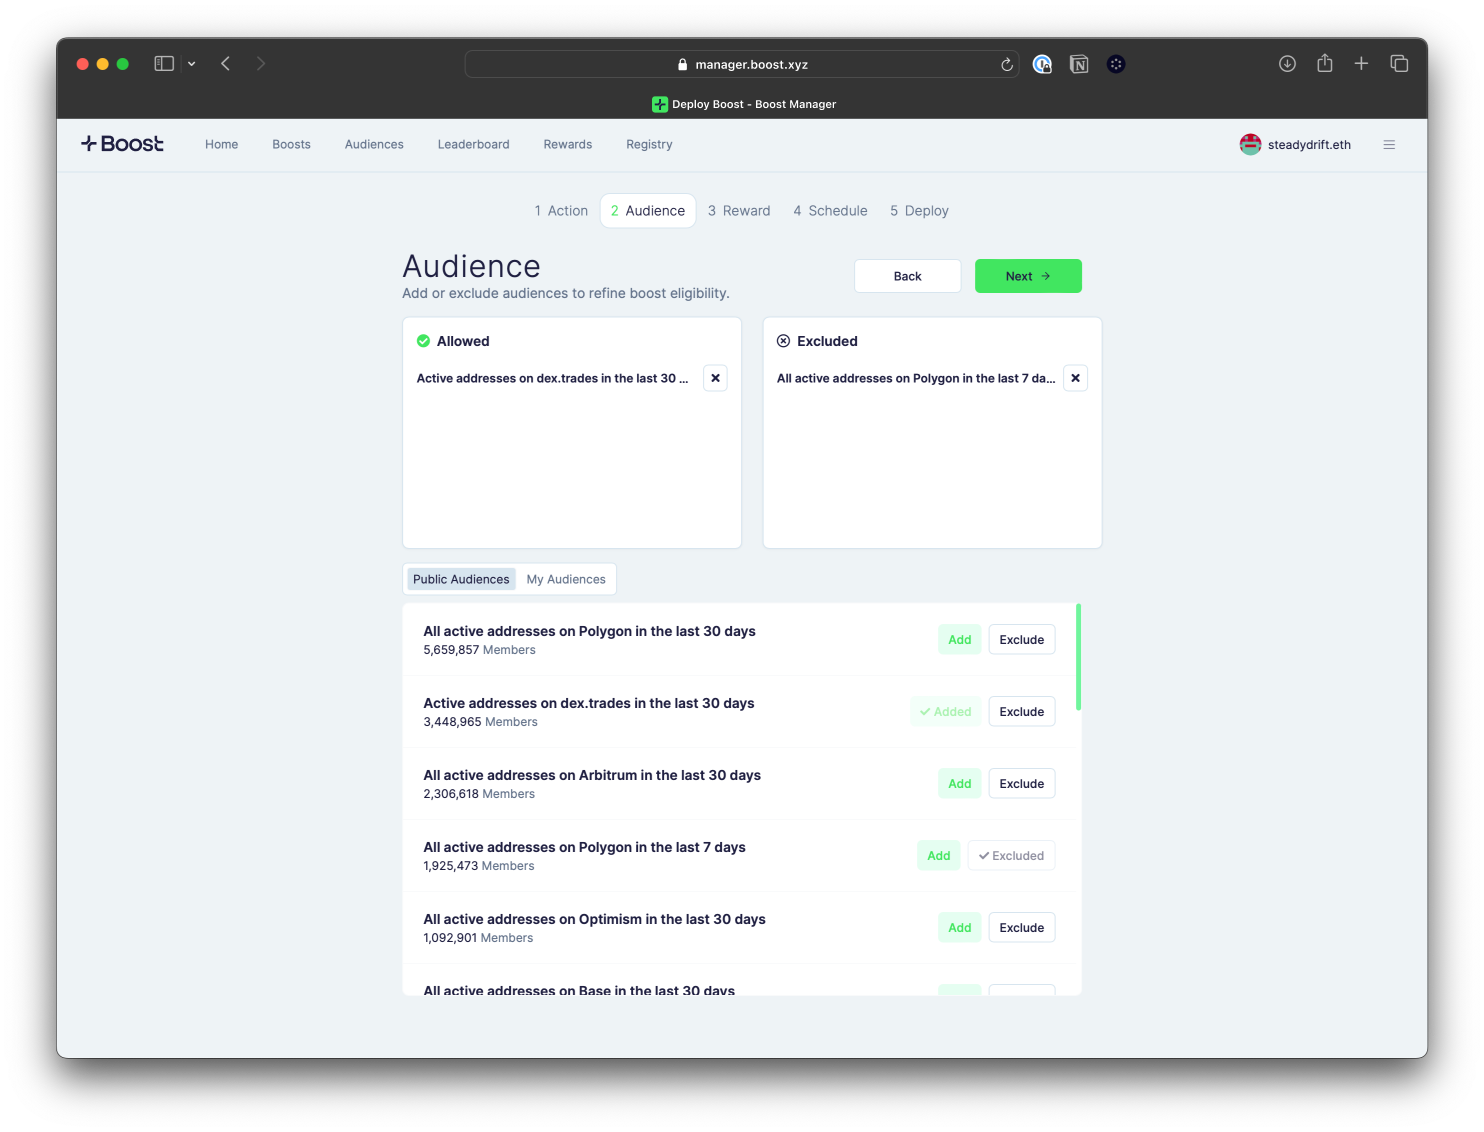 manager.boost.xyz
Deploy Boost - Boost Manager
Boost
Home Boosts Audiences Leaderboard Rewards Registry
steadydrift.eth
1 Action 2 Audience 3 Reward 4 Schedule 5 Deploy
Audience
Add or exclude audiences to refine boost eligibility.
Back
Next →
Allowed
Active addresses on dex.trades in the last 30 ...
Excluded
All active addresses on Polygon in the last 7 da...
Public Audiences My Audiences
All active addresses on Polygon in the last 30 days
5,659,857 Members
Add Exclude
Active addresses on dex.trades in the last 30 days
3,448,965 Members
Added Exclude
All active addresses on Arbitrum in the last 30 days
2,306,618 Members
Add Exclude
All active addresses on Polygon in the last 7 days
1,925,473 Members
Add Excluded
All active addresses on Optimism in the last 30 days
1,092,901 Members
Add Exclude
All active addresses on Base in the last 30 days